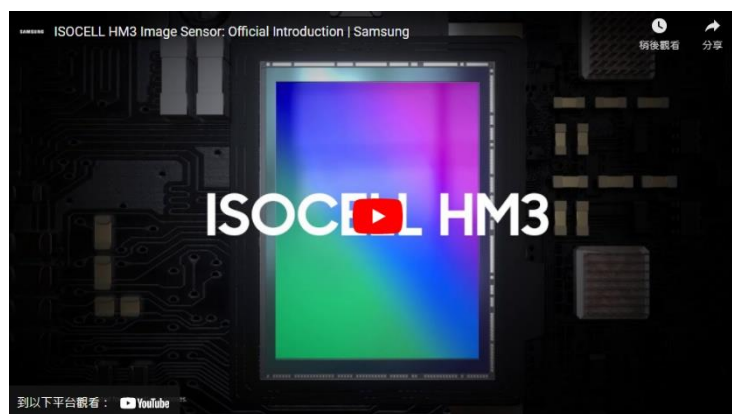 SAMSUNG ISOCELL HM3 Image Sensor: Official Introduction | Samsung
稍後觀看
分享
ISOCELL HM3
到以下平台觀看： YouTube